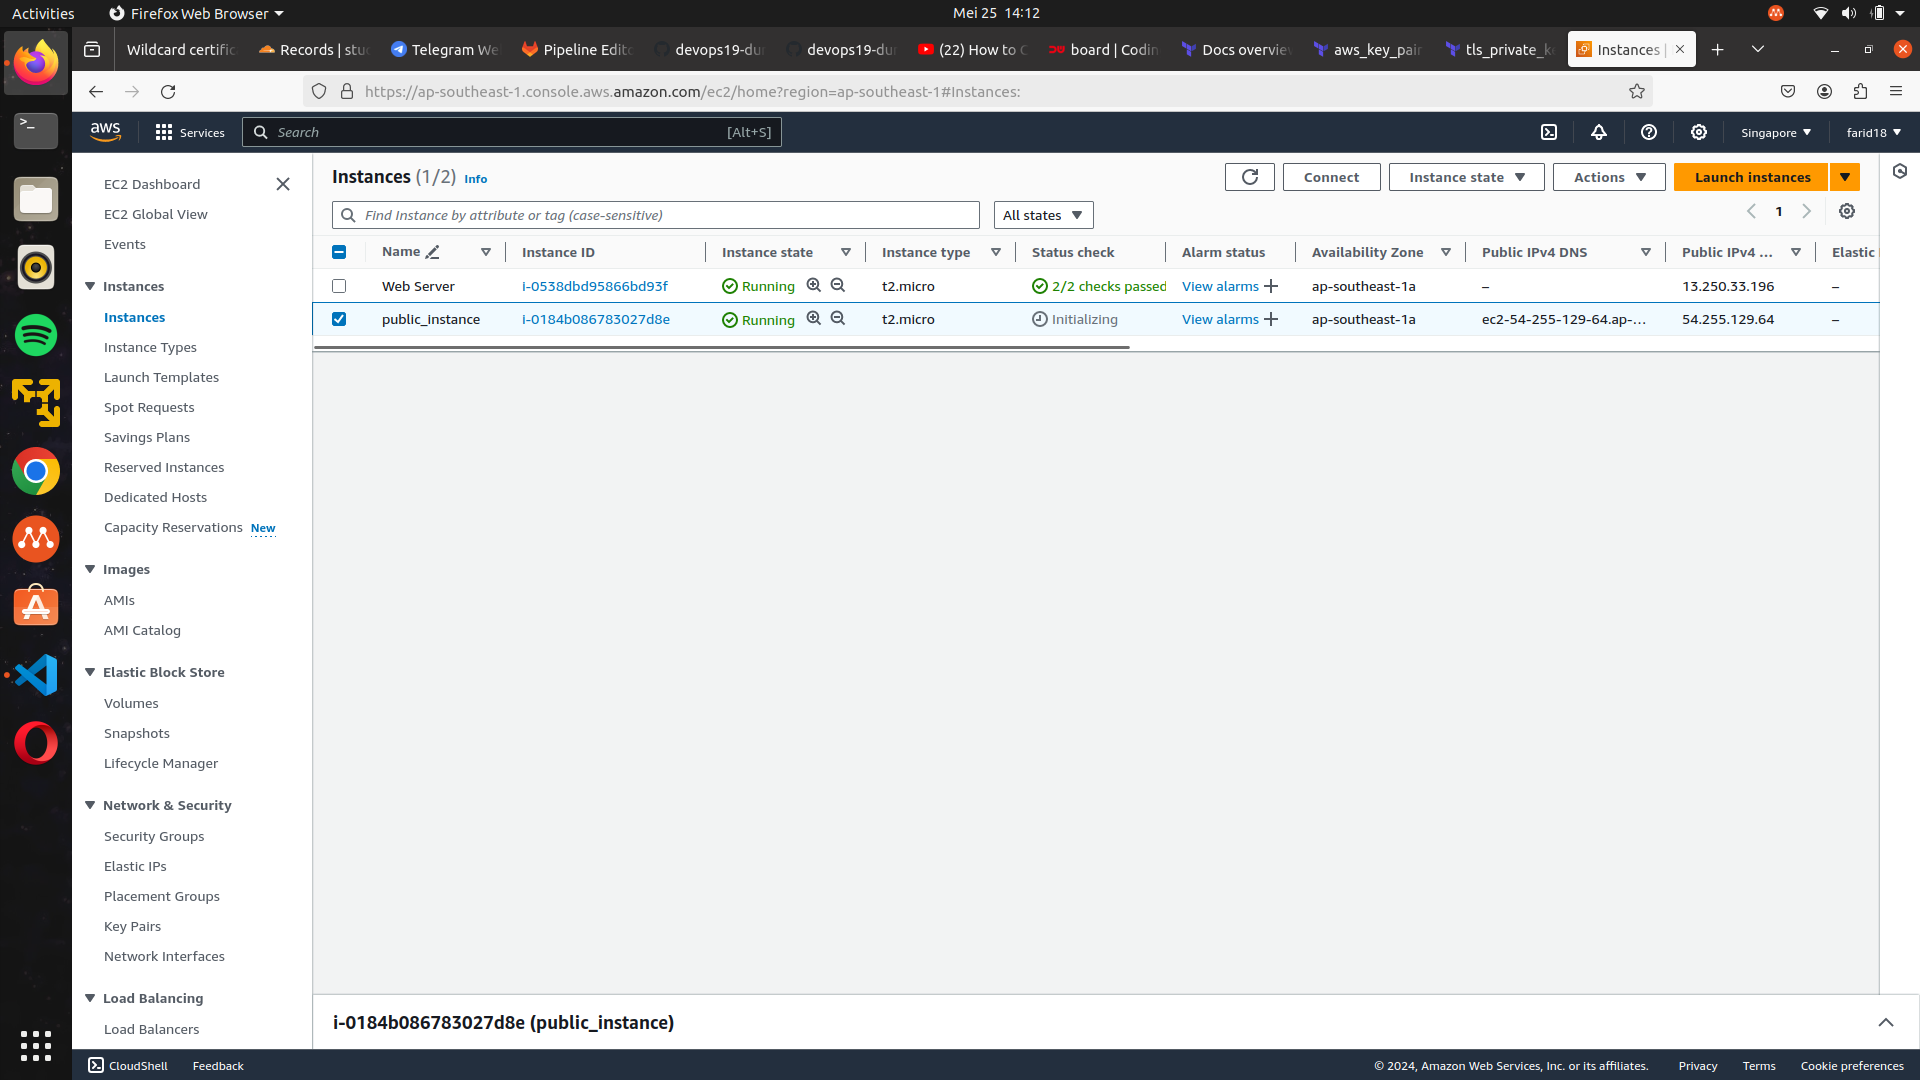 Activities
Firefox Web Browser
Mei 25 14:12
Wildcard certific
Records | stu
Telegram We
Pipeline Edito
devops19-du
devops19-du
(22) How to C
board | Codin
Docs overvie
aws_key_pair
tls_private_k
Instances |
https://ap-southeast-1.console.aws.amazon.com/ec2/home?region=ap-southeast-1#Instances:
aws
Services
Search
[Alt+S]
Singapore
farid18
EC2 Dashboard
EC2 Global View
Events
Instances
Instances
Instance Types
Launch Templates
Spot Requests
Savings Plans
Reserved Instances
Dedicated Hosts
Capacity Reservations New
Images
AMIs
AMI Catalog
Elastic Block Store
Volumes
Snapshots
Lifecycle Manager
Network & Security
Security Groups
Elastic IPs
Placement Groups
Key Pairs
Network Interfaces
Load Balancing
Load Balancers
Instances (1/2) Info
Connect
Instance state
Actions
Launch instances
Find Instance by attribute or tag (case-sensitive)
All states
1
Name Instance ID Instance state Instance type Status check Alarm status Availability Zone Public IPv4 DNS Public IPv4 ... Elastic
Web Server i-0538dbd95866bd93f Running t2.micro 2/2 checks passed View alarms ap-southeast-1a – 13.250.33.196 –
public_instance i-0184b086783027d8e Running t2.micro Initializing View alarms ap-southeast-1a ec2-54-255-129-64.ap-... 54.255.129.64 –
i-0184b086783027d8e (public_instance)
CloudShell
Feedback
© 2024, Amazon Web Services, Inc. or its affiliates.
Privacy
Terms
Cookie preferences